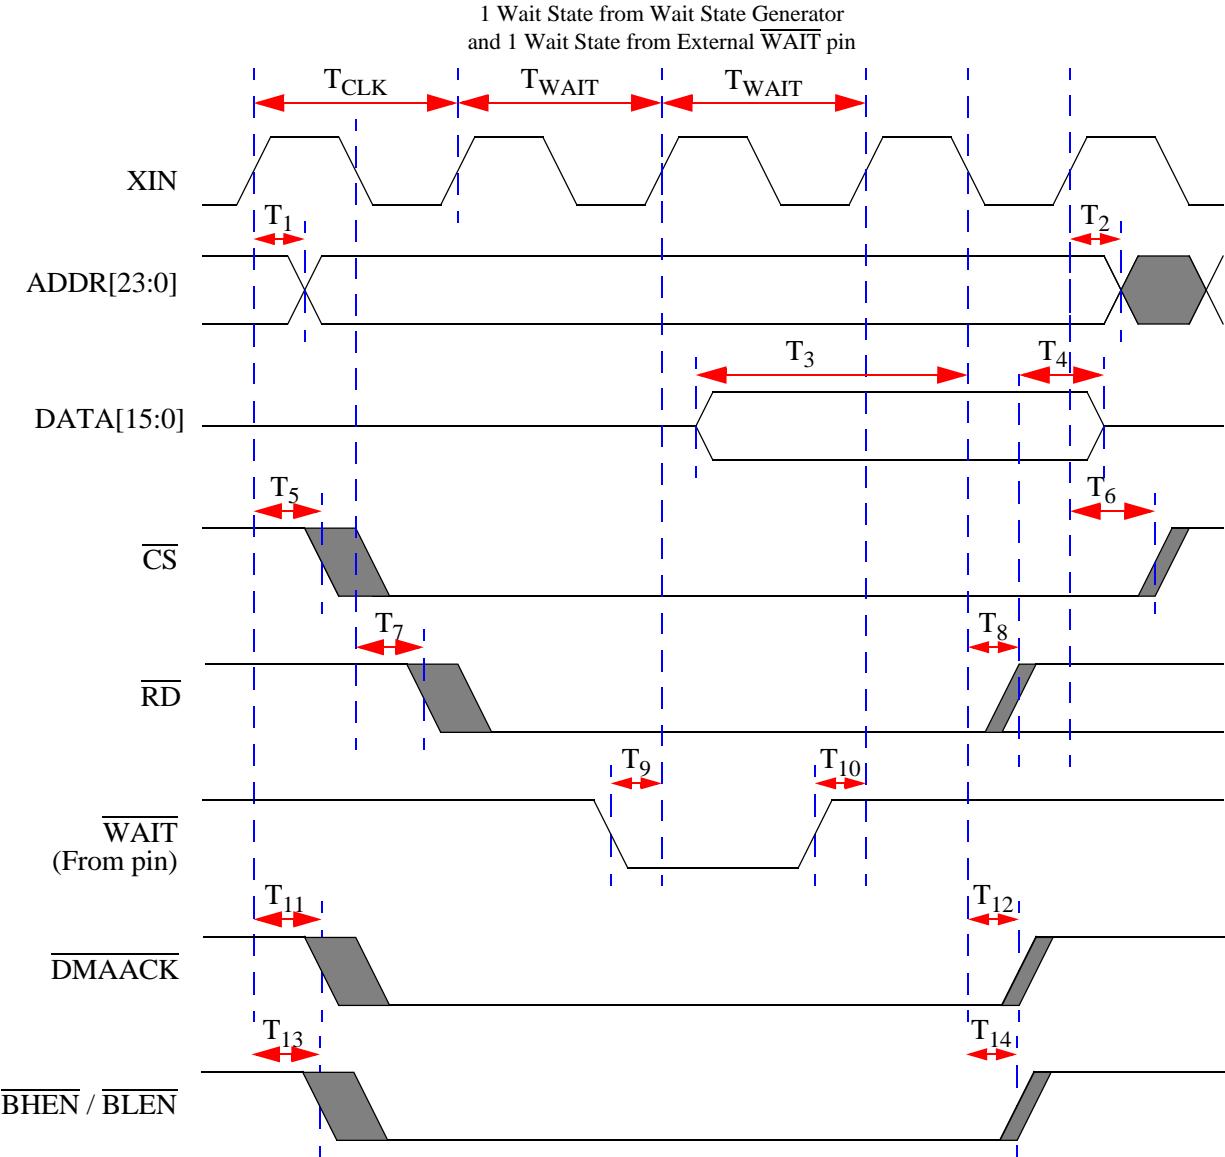 1 Wait State from Wait State Generator
and 1 Wait State from External WAIT pin
TCLK TWAIT TWAIT
XIN
T1 T2
ADDR[23:0]
T3 T4
DATA[15:0]
T5 T6
CS
T7 T8
RD
T9 T10
WAIT
(From pin)
T11 T12
DMAACK
T13 T14
BHEN / BLEN